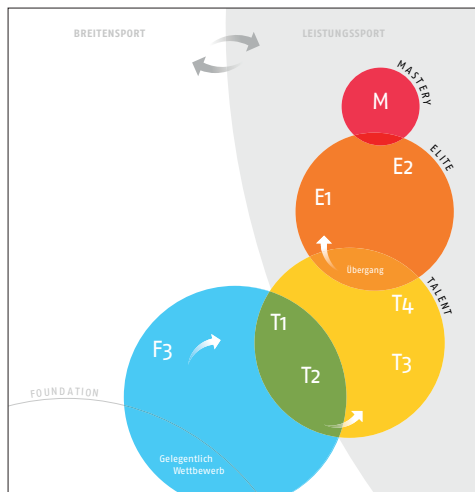 BREITENSPORT
LEISTUNGSSPORT
MASTERY
M
ELITE
E2
E1
Übergang
TALENT
T4
T1
T3
F3
T2
FOUNDATION
Gelegentlich
Wettbewerb